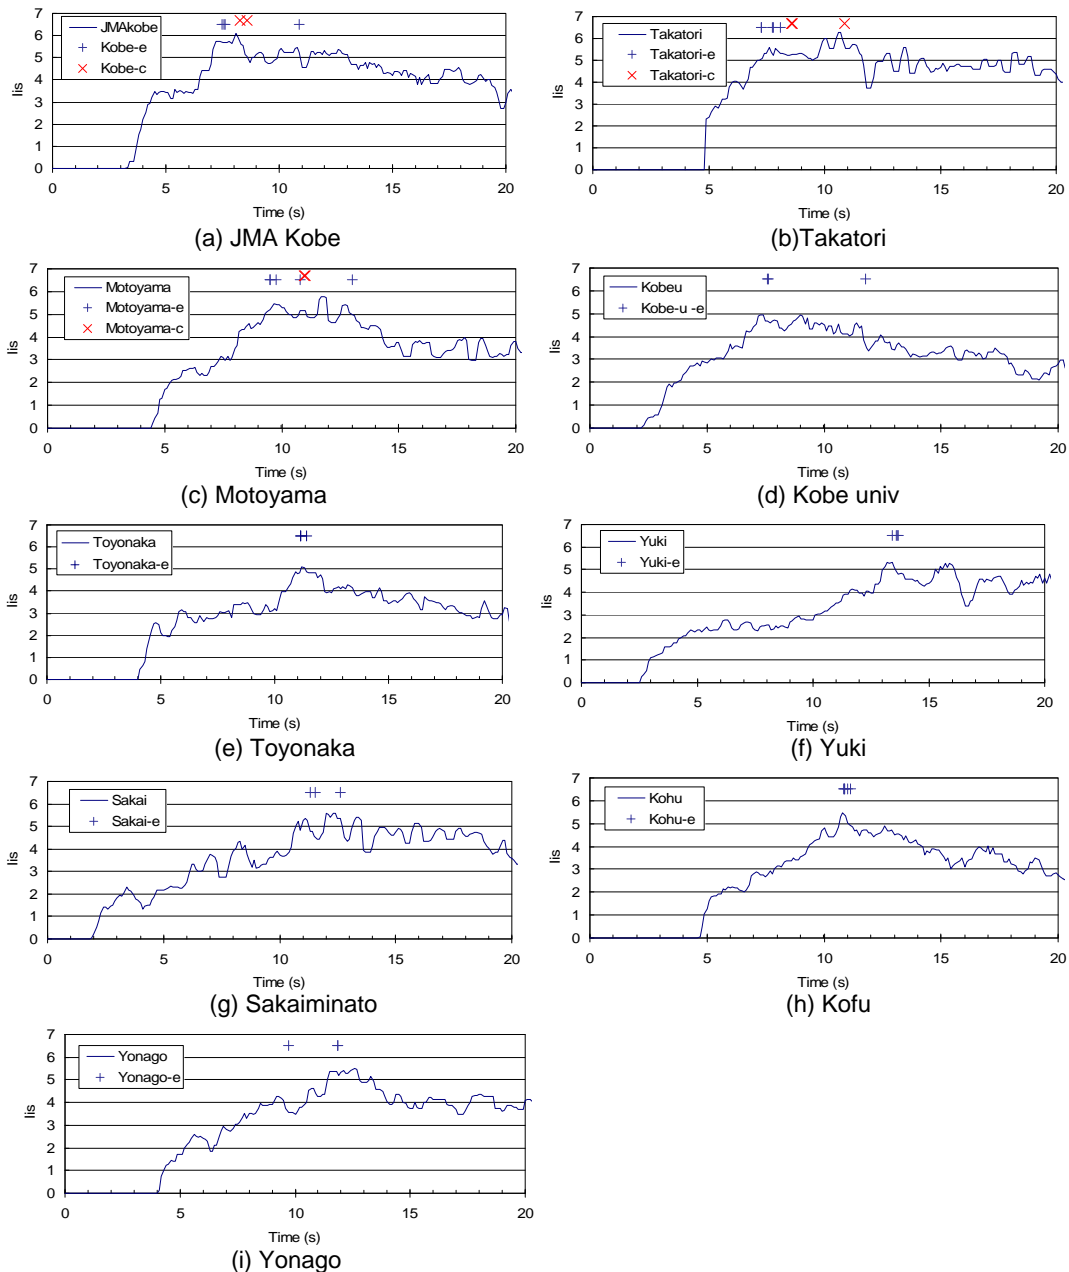 7
6
5
4
3
2
1
0
Iis
JMAkobe
Kobe-e
Kobe-c
0 5 10 15 20
Time (s)
(a) JMA Kobe
7
6
5
4
3
2
1
0
Iis
Takatori
Takatori-e
Takatori-c
0 5 10 15 20
Time (s)
(b)Takatori
7
6
5
4
3
2
1
0
Iis
Motoyama
Motoyama-e
Motoyama-c
0 5 10 15 20
Time (s)
(c) Motoyama
7
6
5
4
3
2
1
0
Iis
Kobeu
Kobe-u -e
0 5 10 15 20
Time (s)
(d) Kobe univ
7
6
5
4
3
2
1
0
Iis
Toyonaka
Toyonaka-e
0 5 10 15 20
Time (s)
(e) Toyonaka
7
6
5
4
3
2
1
0
Iis
Yuki
Yuki-e
0 5 10 15 20
Time (s)
(f) Yuki
7
6
5
4
3
2
1
0
Iis
Sakai
Sakai-e
0 5 10 15 20
Time (s)
(g) Sakaiminato
7
6
5
4
3
2
1
0
Iis
Kohu
Kohu-e
0 5 10 15 20
Time (s)
(h) Kofu
7
6
5
4
3
2
1
0
Iis
Yonago
Yonago-e
0 5 10 15 20
Time (s)
(i) Yonago